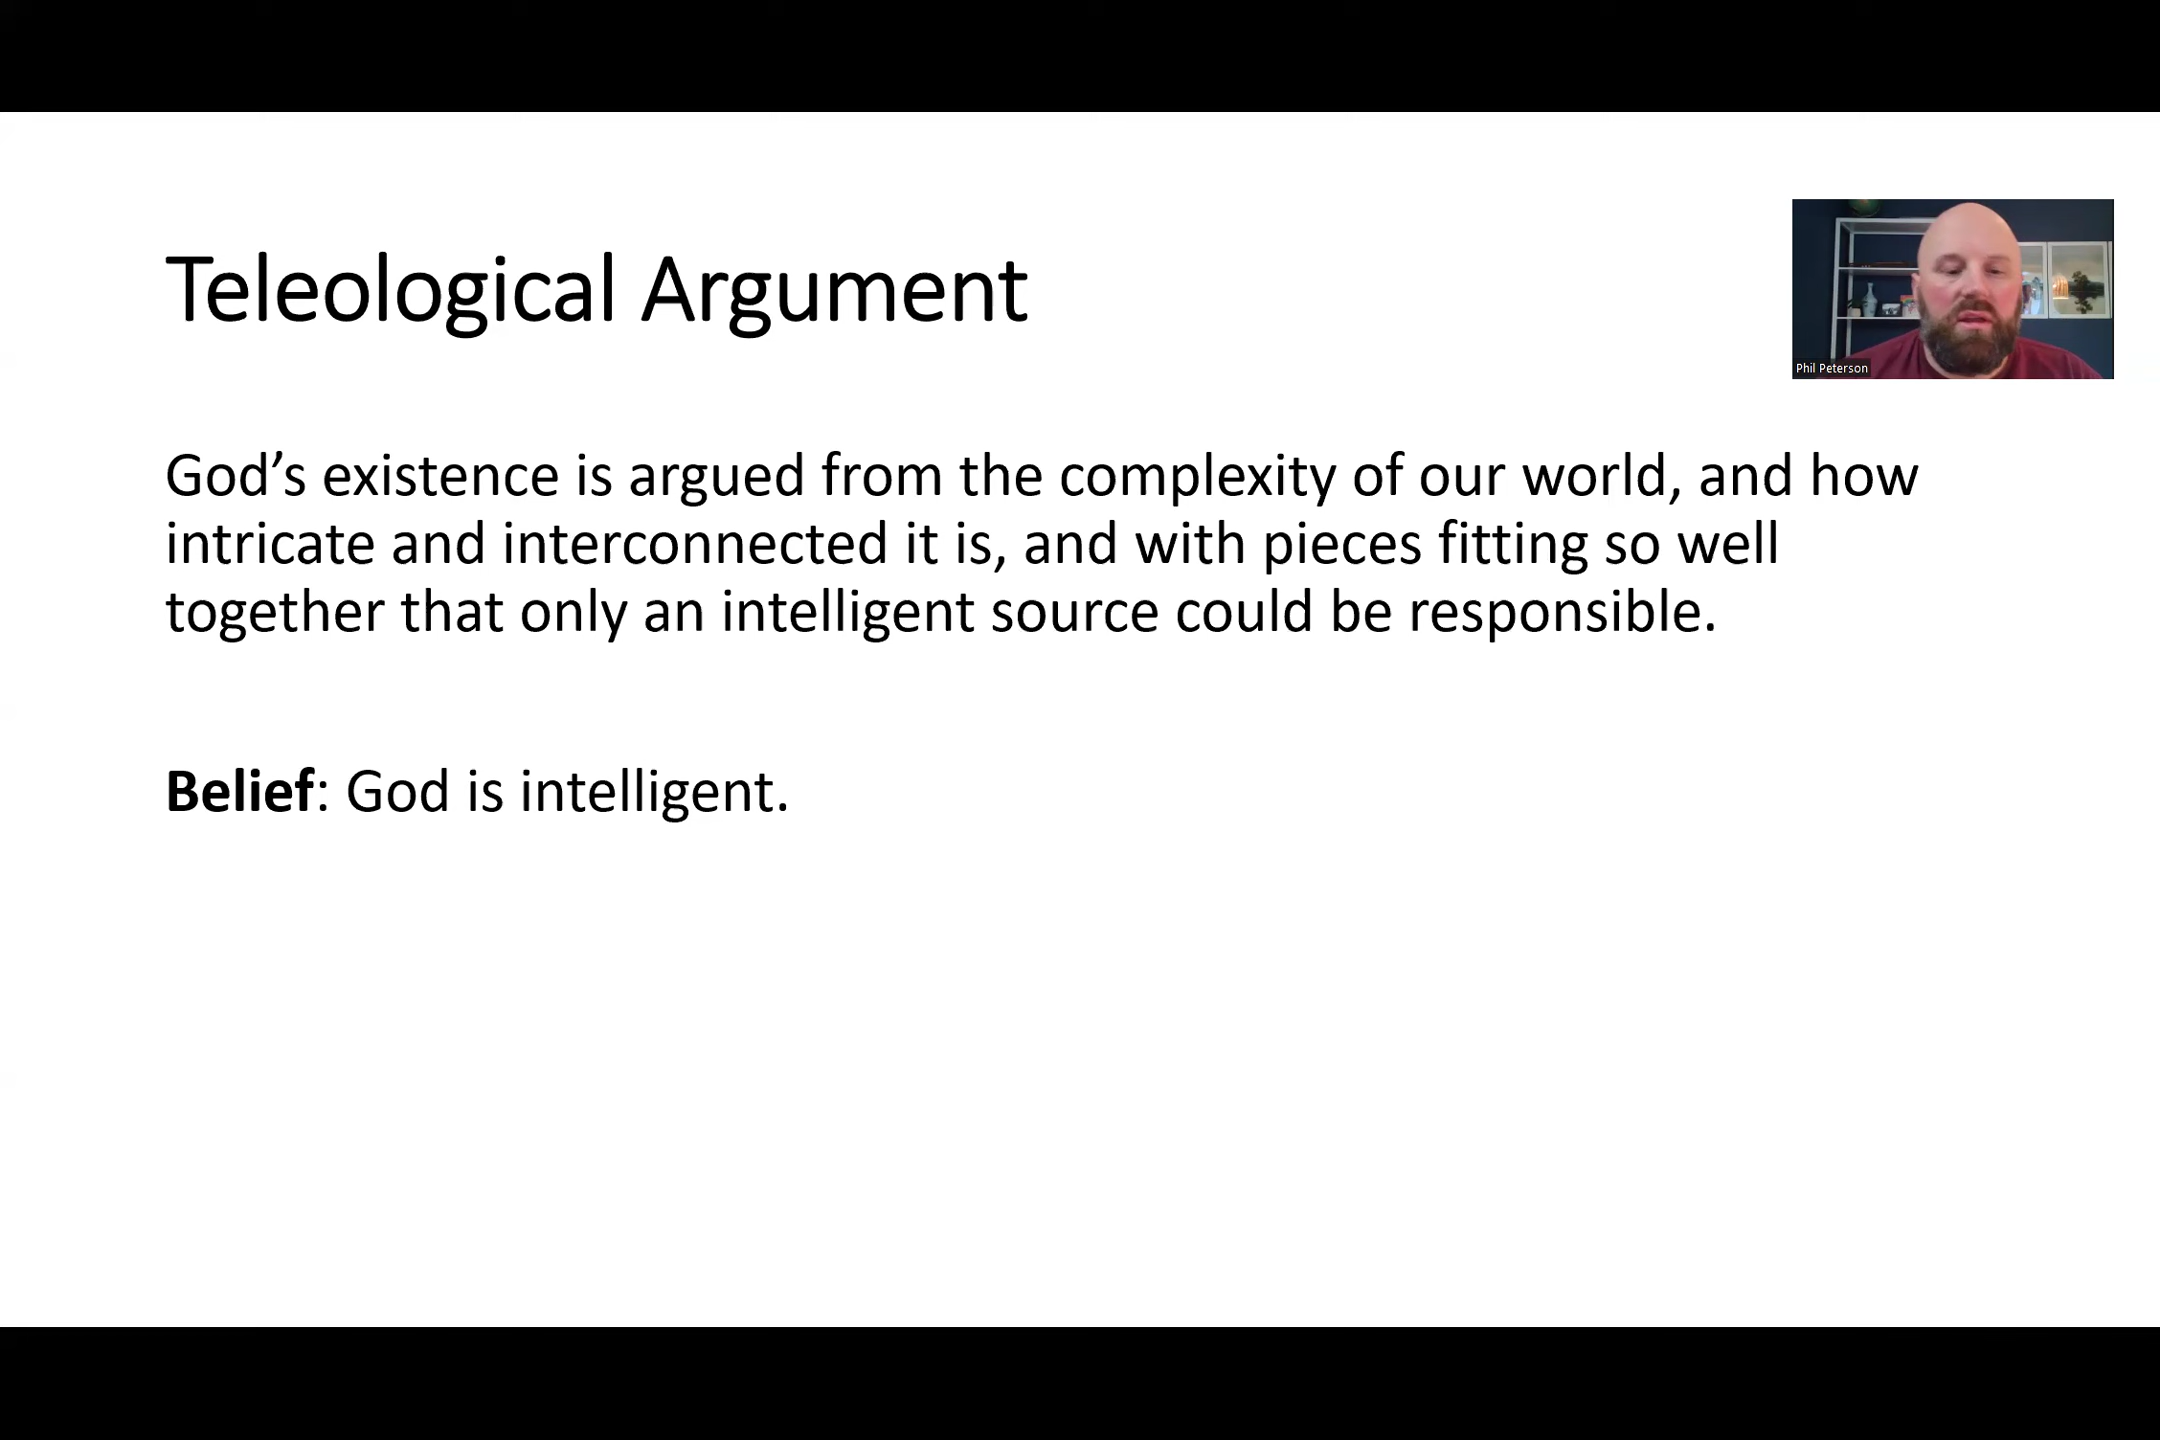 Teleological Argument
Phil Peterson
God’s existence is argued from the complexity of our world, and how
intricate and interconnected it is, and with pieces fitting so well
together that only an intelligent source could be responsible.
Belief: God is intelligent.